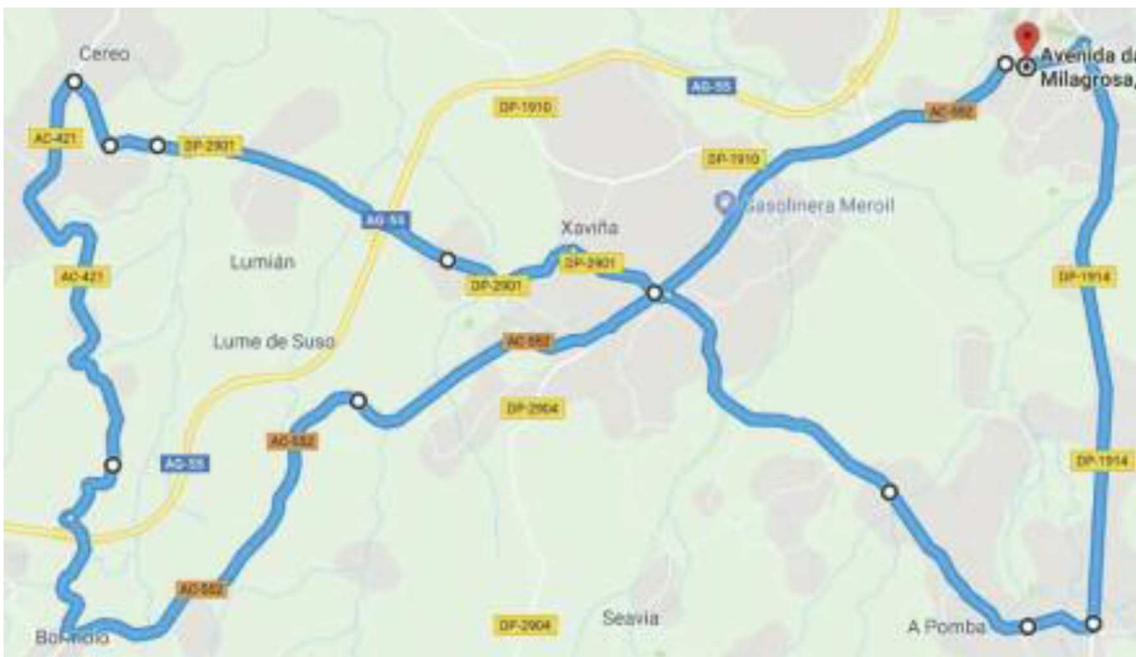 Cereo
AG-55
DP-1910
Avenida da
Milagrosa,
AC-552
AC-421
DP-2901
DP-1910
Gasolinera Meroil
AG-55
Xaviña
DP-2901
Lumián
AC-421
DP-2901
DP-1914
Lume de Suso
AC-552
DP-2904
AC-552
AG-55
DP-1914
AC-552
Seavia
DP-2904
A Pomba